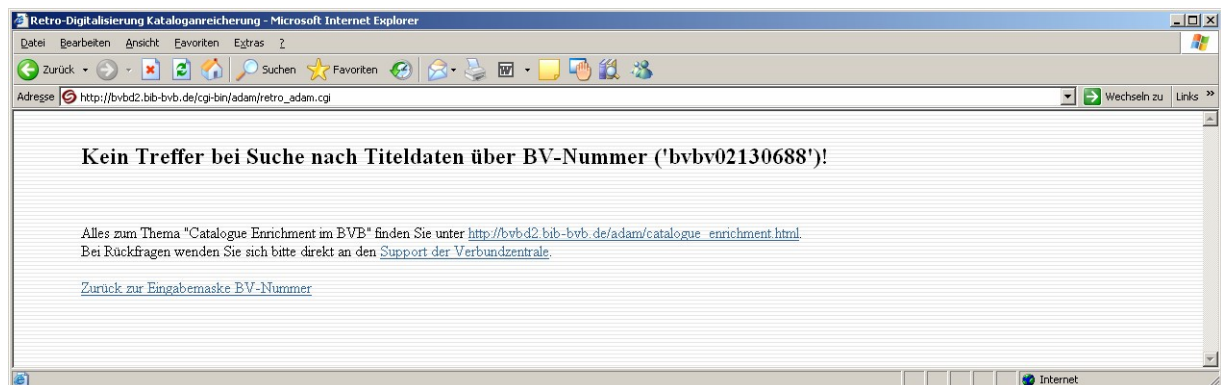 Retro-Digitalisierung Kataloganreicherung - Microsoft Internet Explorer
Datei Bearbeiten Ansicht Favoriten Extras ?
Zurück Suchen Favoriten W
Adresse http://bvbd2.bib-bvb.de/cgi-bin/adam/retro_adam.cgi Wechseln zu Links »
Kein Treffer bei Suche nach Titeldaten über BV-Nummer ('bvbv02130688')!
Alles zum Thema "Catalogue Enrichment im BVB" finden Sie unter http://bvbd2.bib-bvb.de/adam/catalogue_enrichment.html.
Bei Rückfragen wenden Sie sich bitte direkt an den Support der Verbundzentrale.
Zurück zur Eingabemaske BV-Nummer
Internet